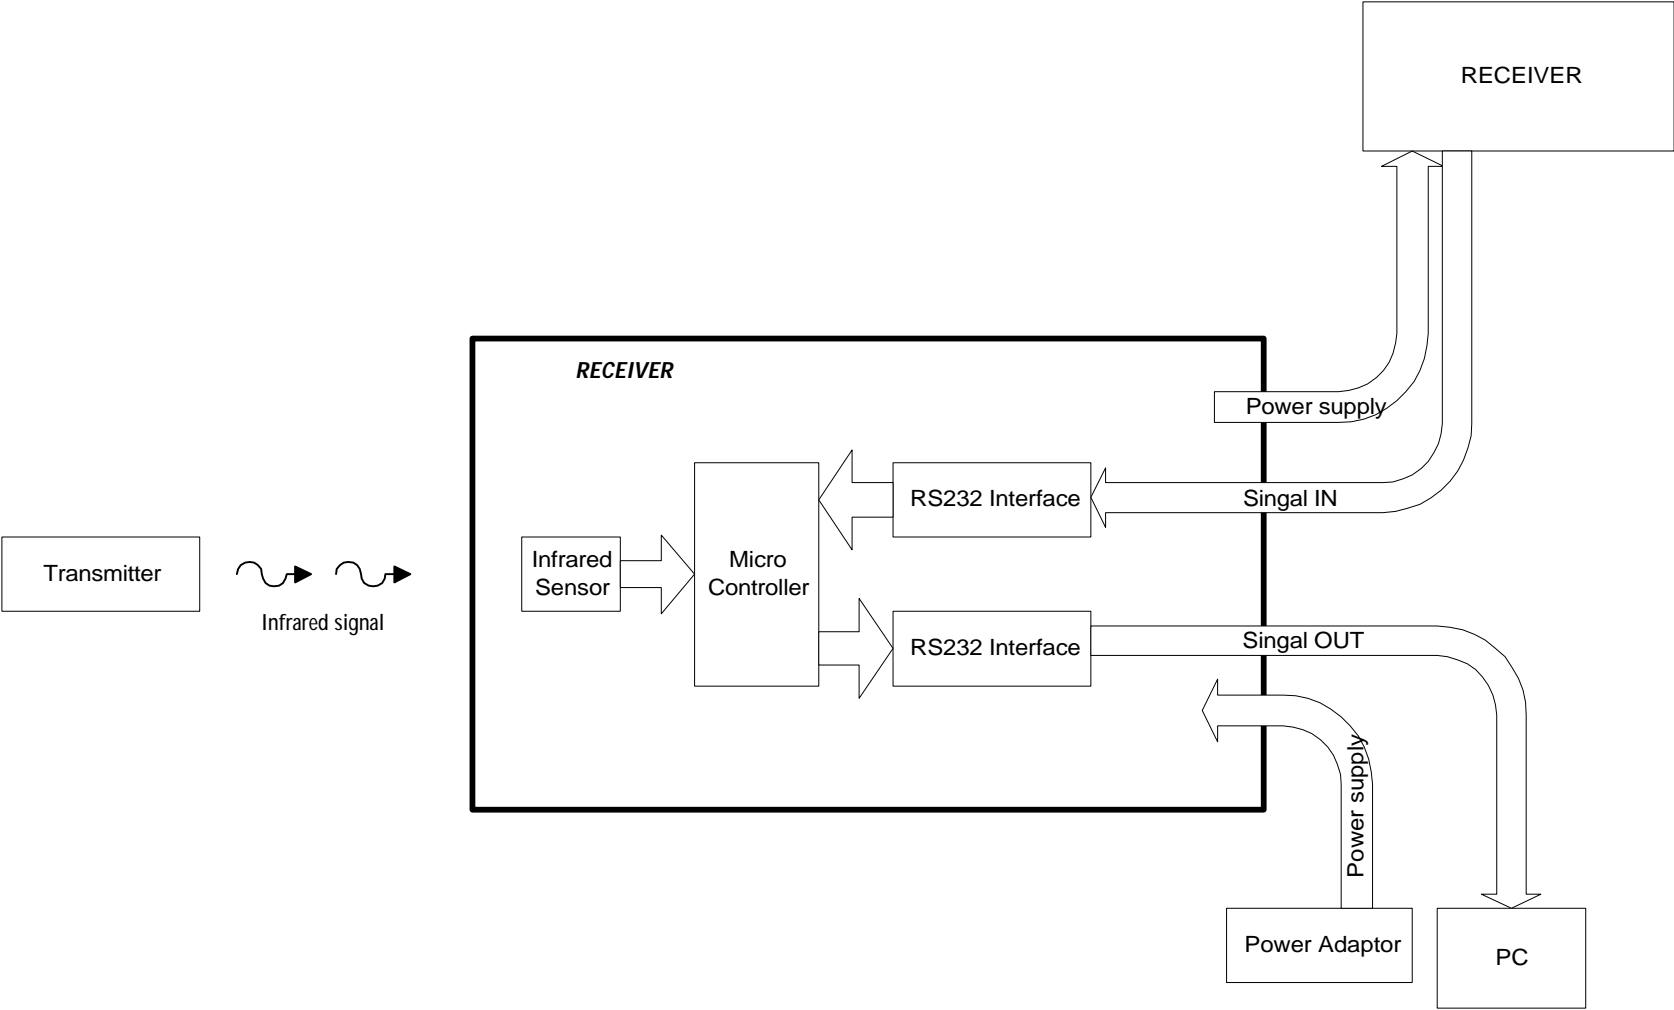 RECEIVER
RECEIVER
Power supply
RS232 Interface
Singal IN
Transmitter
Infrared signal
Infrared
Sensor
Micro
Controller
RS232 Interface
Singal OUT
Power supply
Power Adaptor
PC